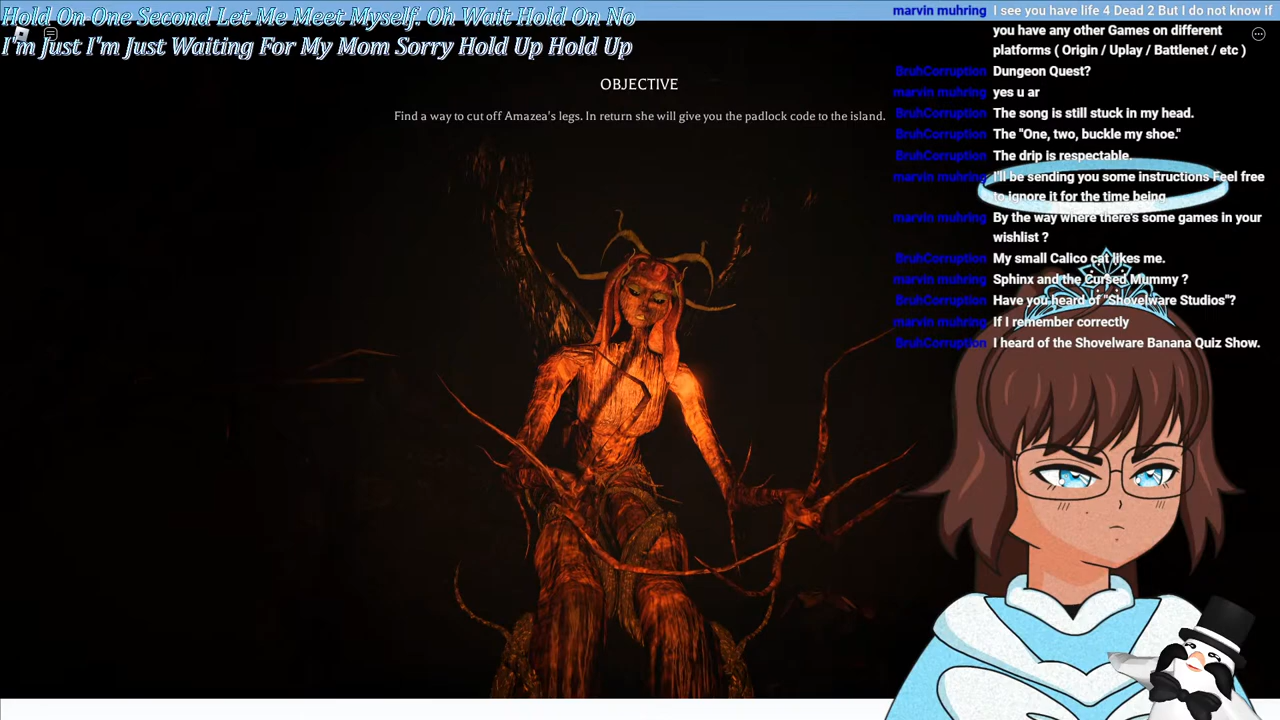 Hold On One Second Let Me Meet Myself. Oh Wait Hold On No
I'm Just I'm Just Waiting For My Mom Sorry Hold Up Hold Up
OBJECTIVE
Find a way to cut off Amazea's legs. In return she will give you the padlock code to the island.
marvin muhring I see you have life 4 Dead 2 But I do not know if
you have any other Games on different
platforms ( Origin / Uplay / Battlenet / etc )
BruhCorruption Dungeon Quest?
marvin muhring yes u ar
BruhCorruption The song is still stuck in my head.
BruhCorruption The "One, two, buckle my shoe."
BruhCorruption The drip is respectable.
marvin muhring I'll be sending you some instructions Feel free
to ignore it for the time being
marvin muhring By the way where there's some games in your
wishlist ?
BruhCorruption My small Calico cat likes me.
marvin muhring Sphinx and the Cursed Mummy ?
BruhCorruption Have you heard of "Shovelware Studios"?
marvin muhring If I remember correctly
BruhCorruption I heard of the Shovelware Banana Quiz Show.